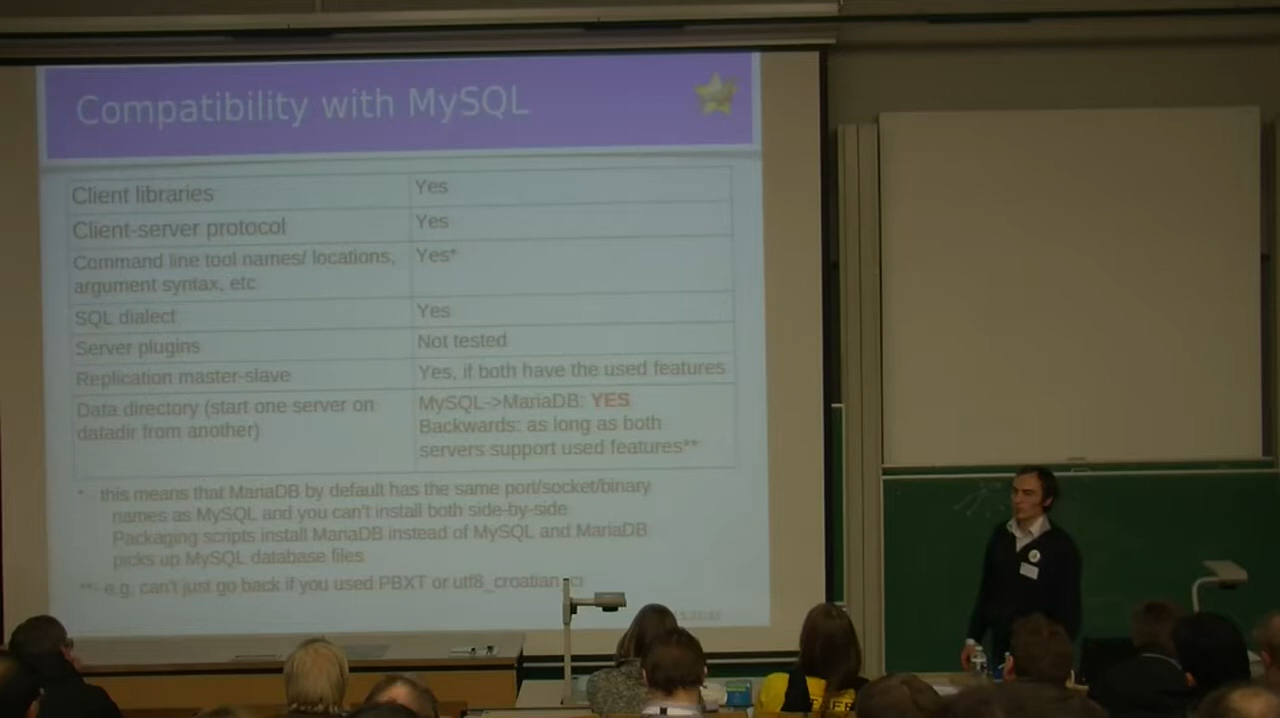 Compatibility with MySQL
Client libraries
Yes
Client-server protocol
Yes
Command line tool names/ locations,
argument syntax, etc
Yes*
SQL dialect
Yes
Server plugins
Not tested
Replication master-slave
Yes, if both have the used features
Data directory (start one server on
datadir from another)
MySQL->MariaDB: YES
Backwards: as long as both
servers support used features**
* this means that MariaDB by default has the same port/socket/binary
names as MySQL and you can't install both side-by-side
Packaging scripts install MariaDB instead of MySQL and MariaDB
picks up MySQL database files
** e.g. can't just go back if you used PBXT or utf8_croatian_ci